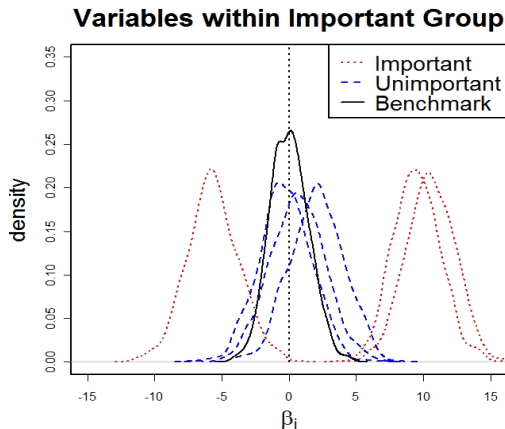 Variables within Important Group
Important
Unimportant
Benchmark
density
0.35
0.30
0.25
0.20
0.15
0.10
0.05
0.00
-15 -10 -5 0 5 10 15
βi